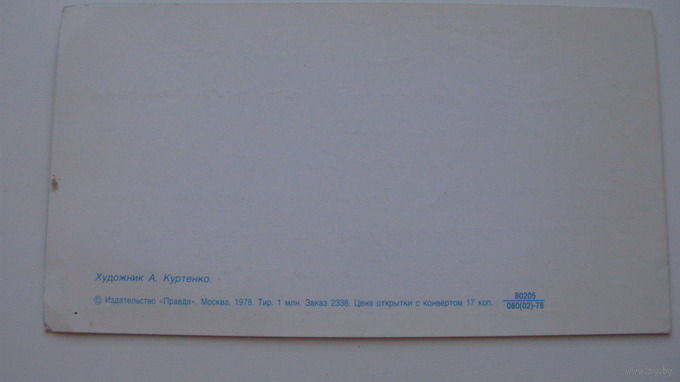 Художник А. Куртенко.
© Издательство «Правда». Москва, 1978. Тир. 1 млн. Заказ 2338. Цена открытки с конвертом 17 коп.
80205
080(02)-78